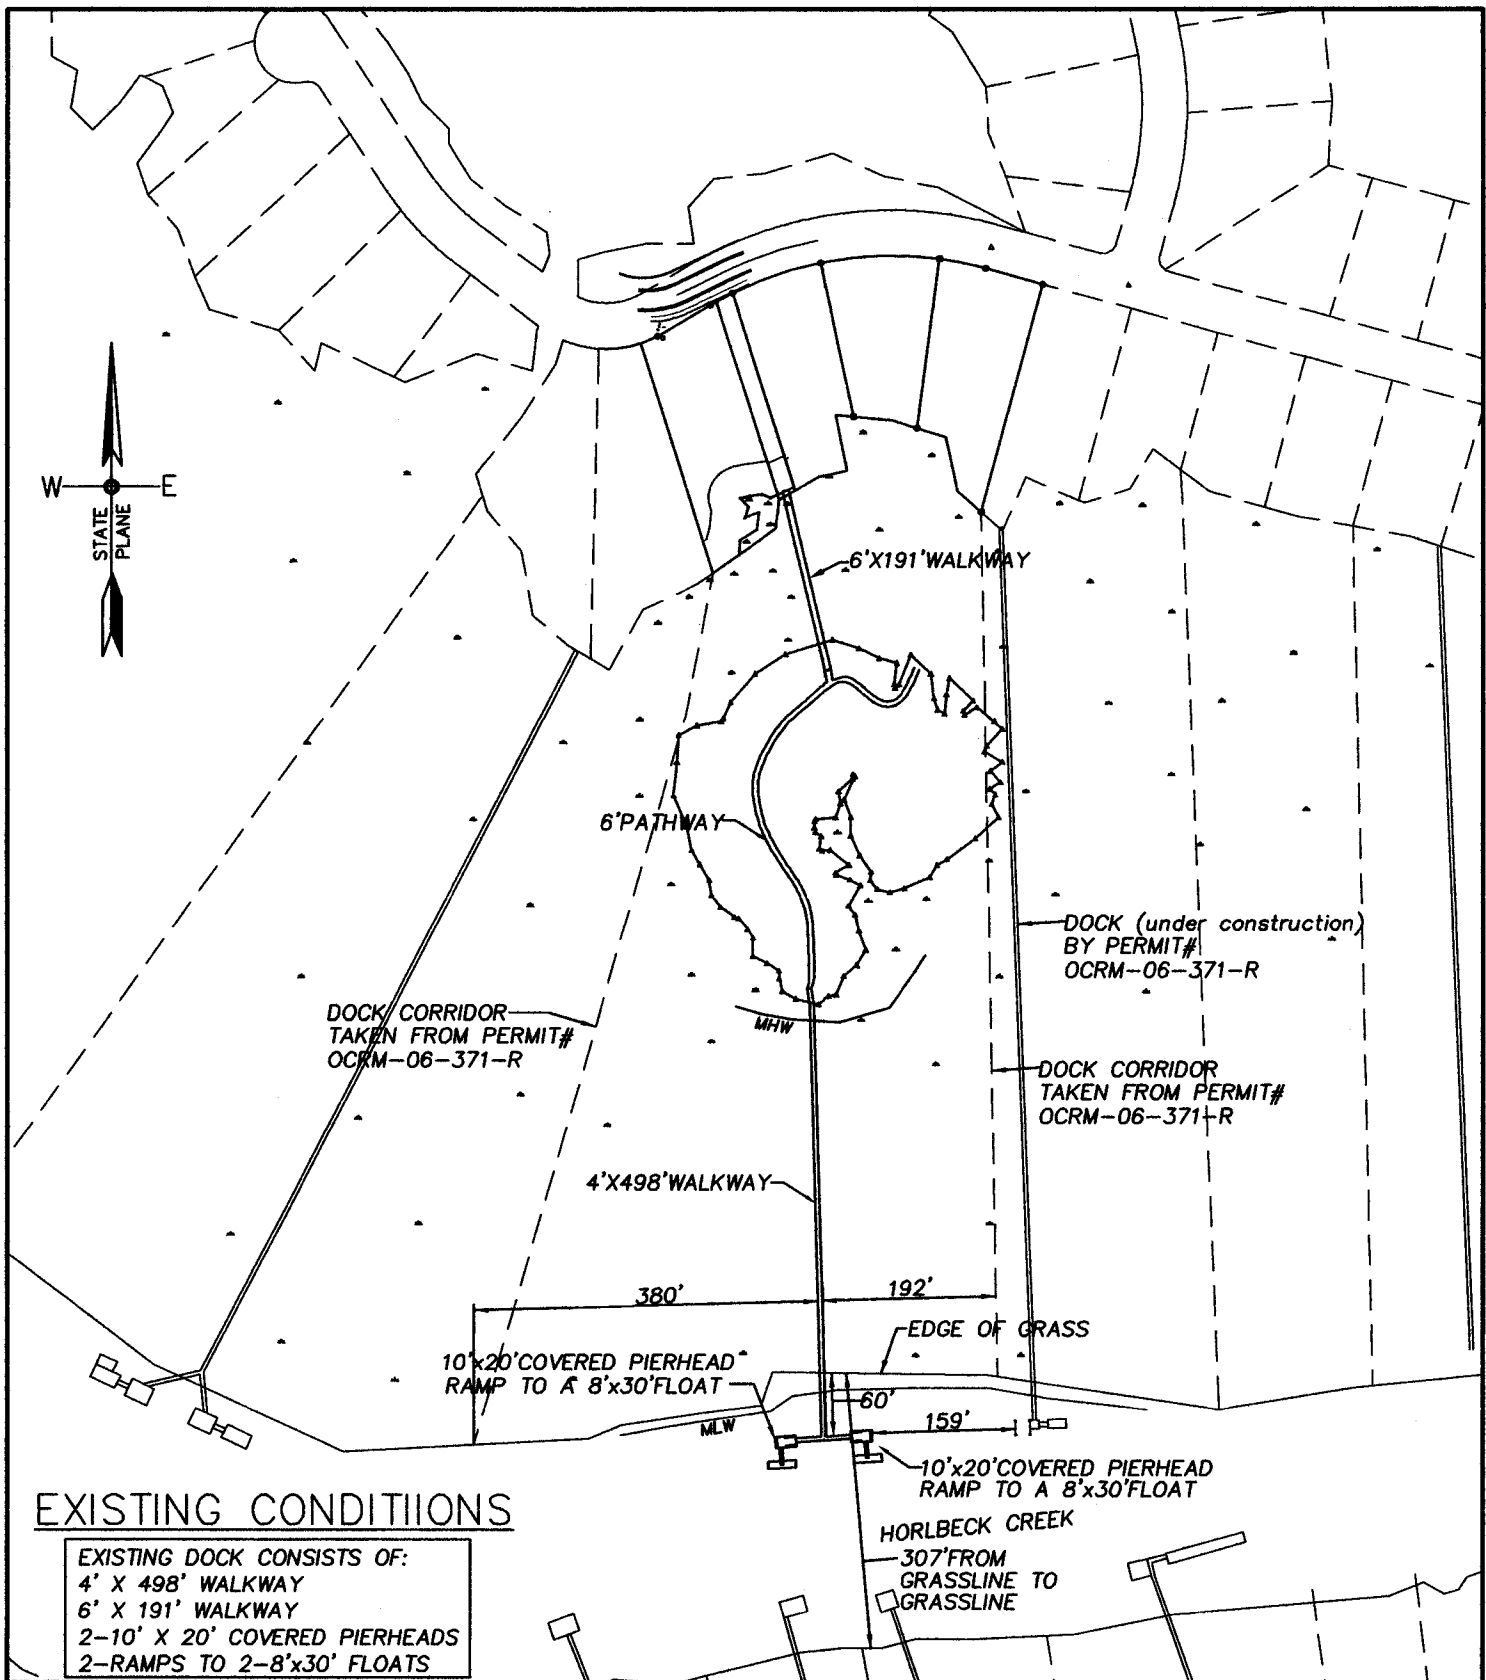 W
E
STATE
PLANE
6'X191'WALKWAY
6'PATHWAY
DOCK (under construction)
BY PERMIT#
OCRM-06-371-R
DOCK CORRIDOR
TAKEN FROM PERMIT#
OCRM-06-371-R
MHW
DOCK CORRIDOR
TAKEN FROM PERMIT#
OCRM-06-371-R
4'X498'WALKWAY
380'
192'
EDGE OF GRASS
10'x20'COVERED PIERHEAD
RAMP TO A 8'x30'FLOAT
60'
MLW
159'
10'x20'COVERED PIERHEAD
RAMP TO A 8'x30'FLOAT
HORLBECK CREEK
307'FROM
GRASSLINE TO
GRASSLINE
EXISTING CONDITIIONS
EXISTING DOCK CONSISTS OF:
4' X 498' WALKWAY
6' X 191' WALKWAY
2-10' X 20' COVERED PIERHEADS
2-RAMPS TO 2-8'x30' FLOATS